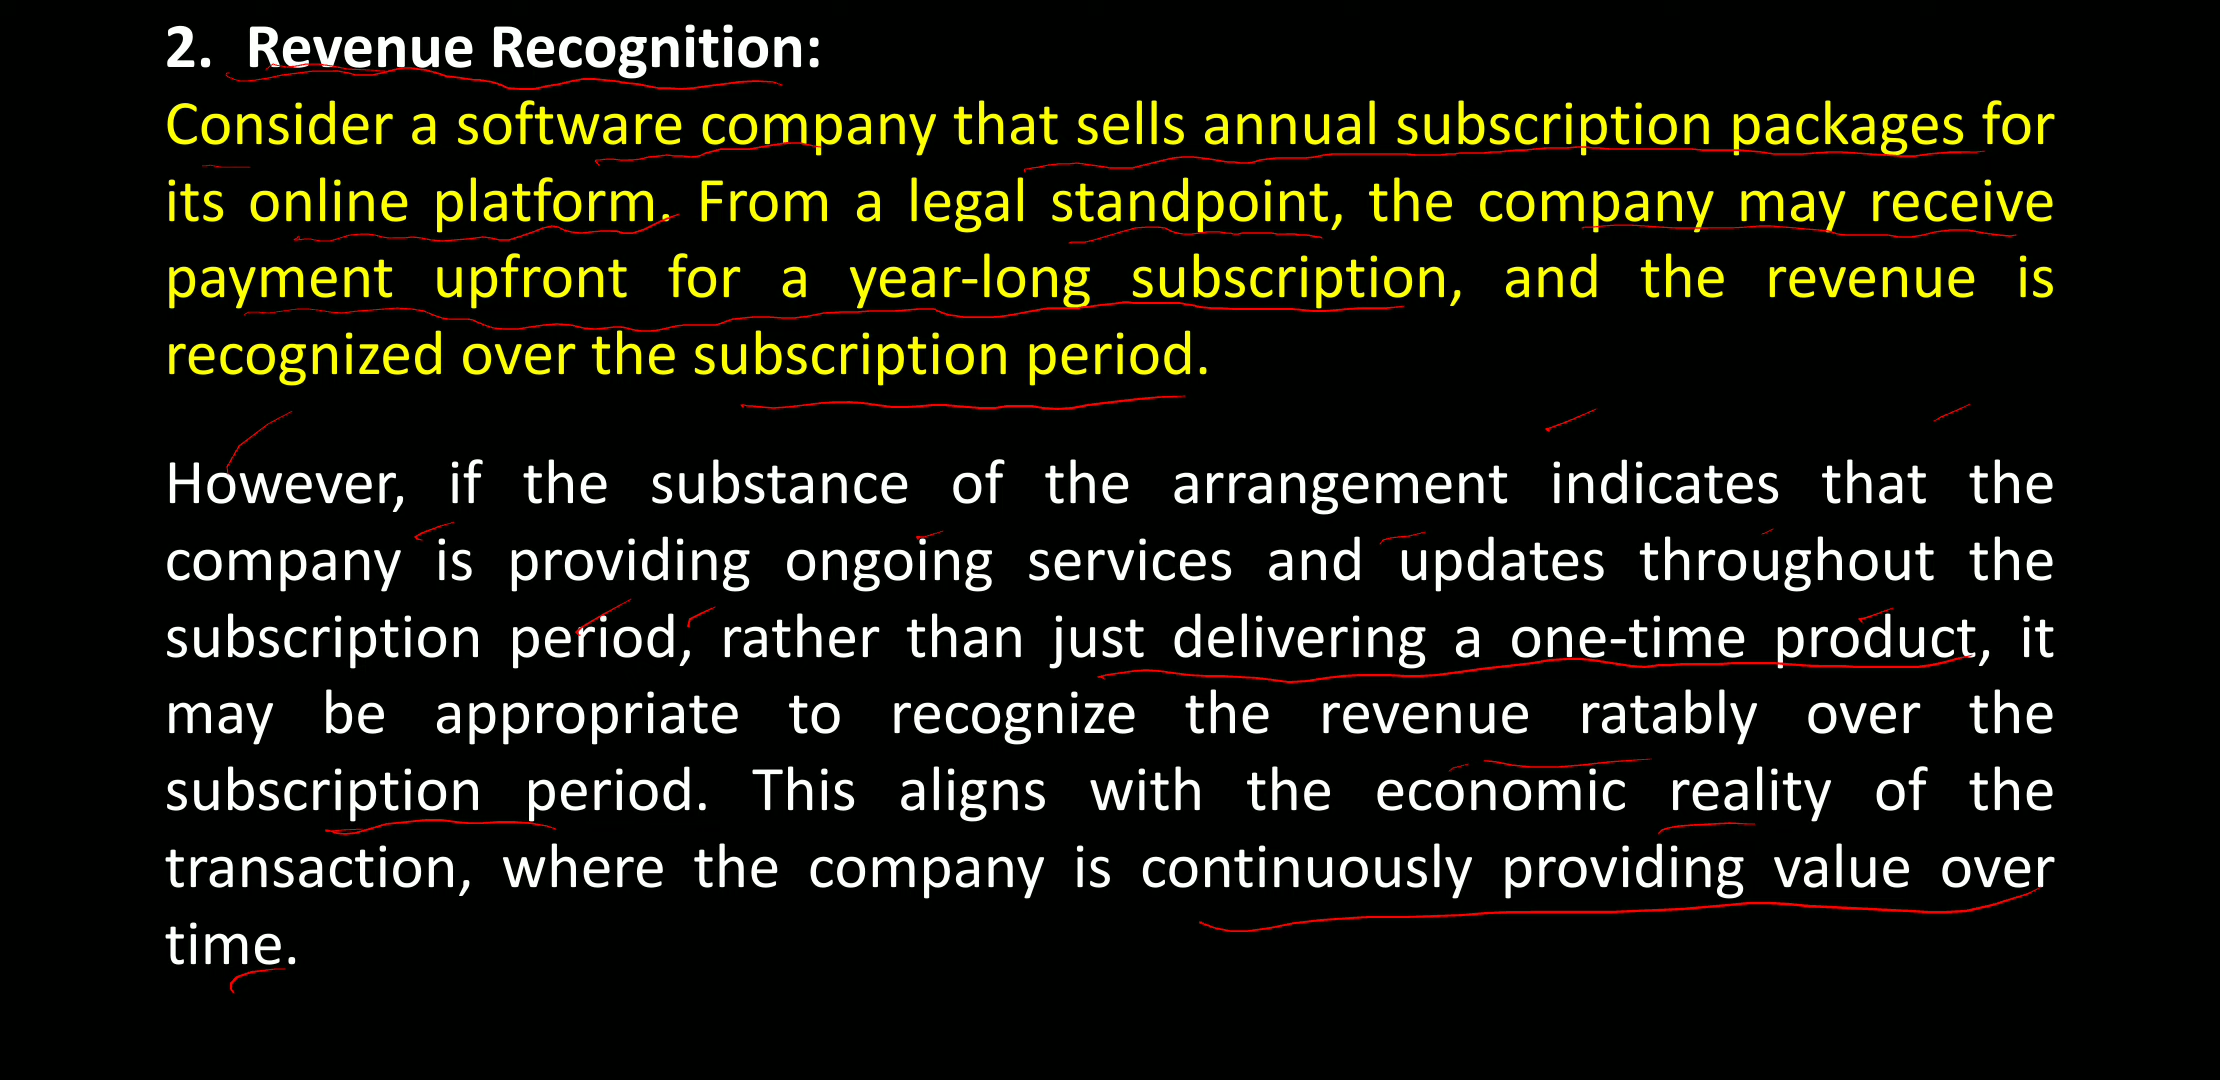 2. Revenue Recognition:
Consider a software company that sells annual subscription packages for
its online platform. From a legal standpoint, the company may receive
payment upfront for a year-long subscription, and the revenue is
recognized over the subscription period.
However, if the substance of the arrangement indicates that the
company is providing ongoing services and updates throughout the
subscription period, rather than just delivering a one-time product, it
may be appropriate to recognize the revenue ratably over the
subscription period. This aligns with the economic reality of the
transaction, where the company is continuously providing value over
time.